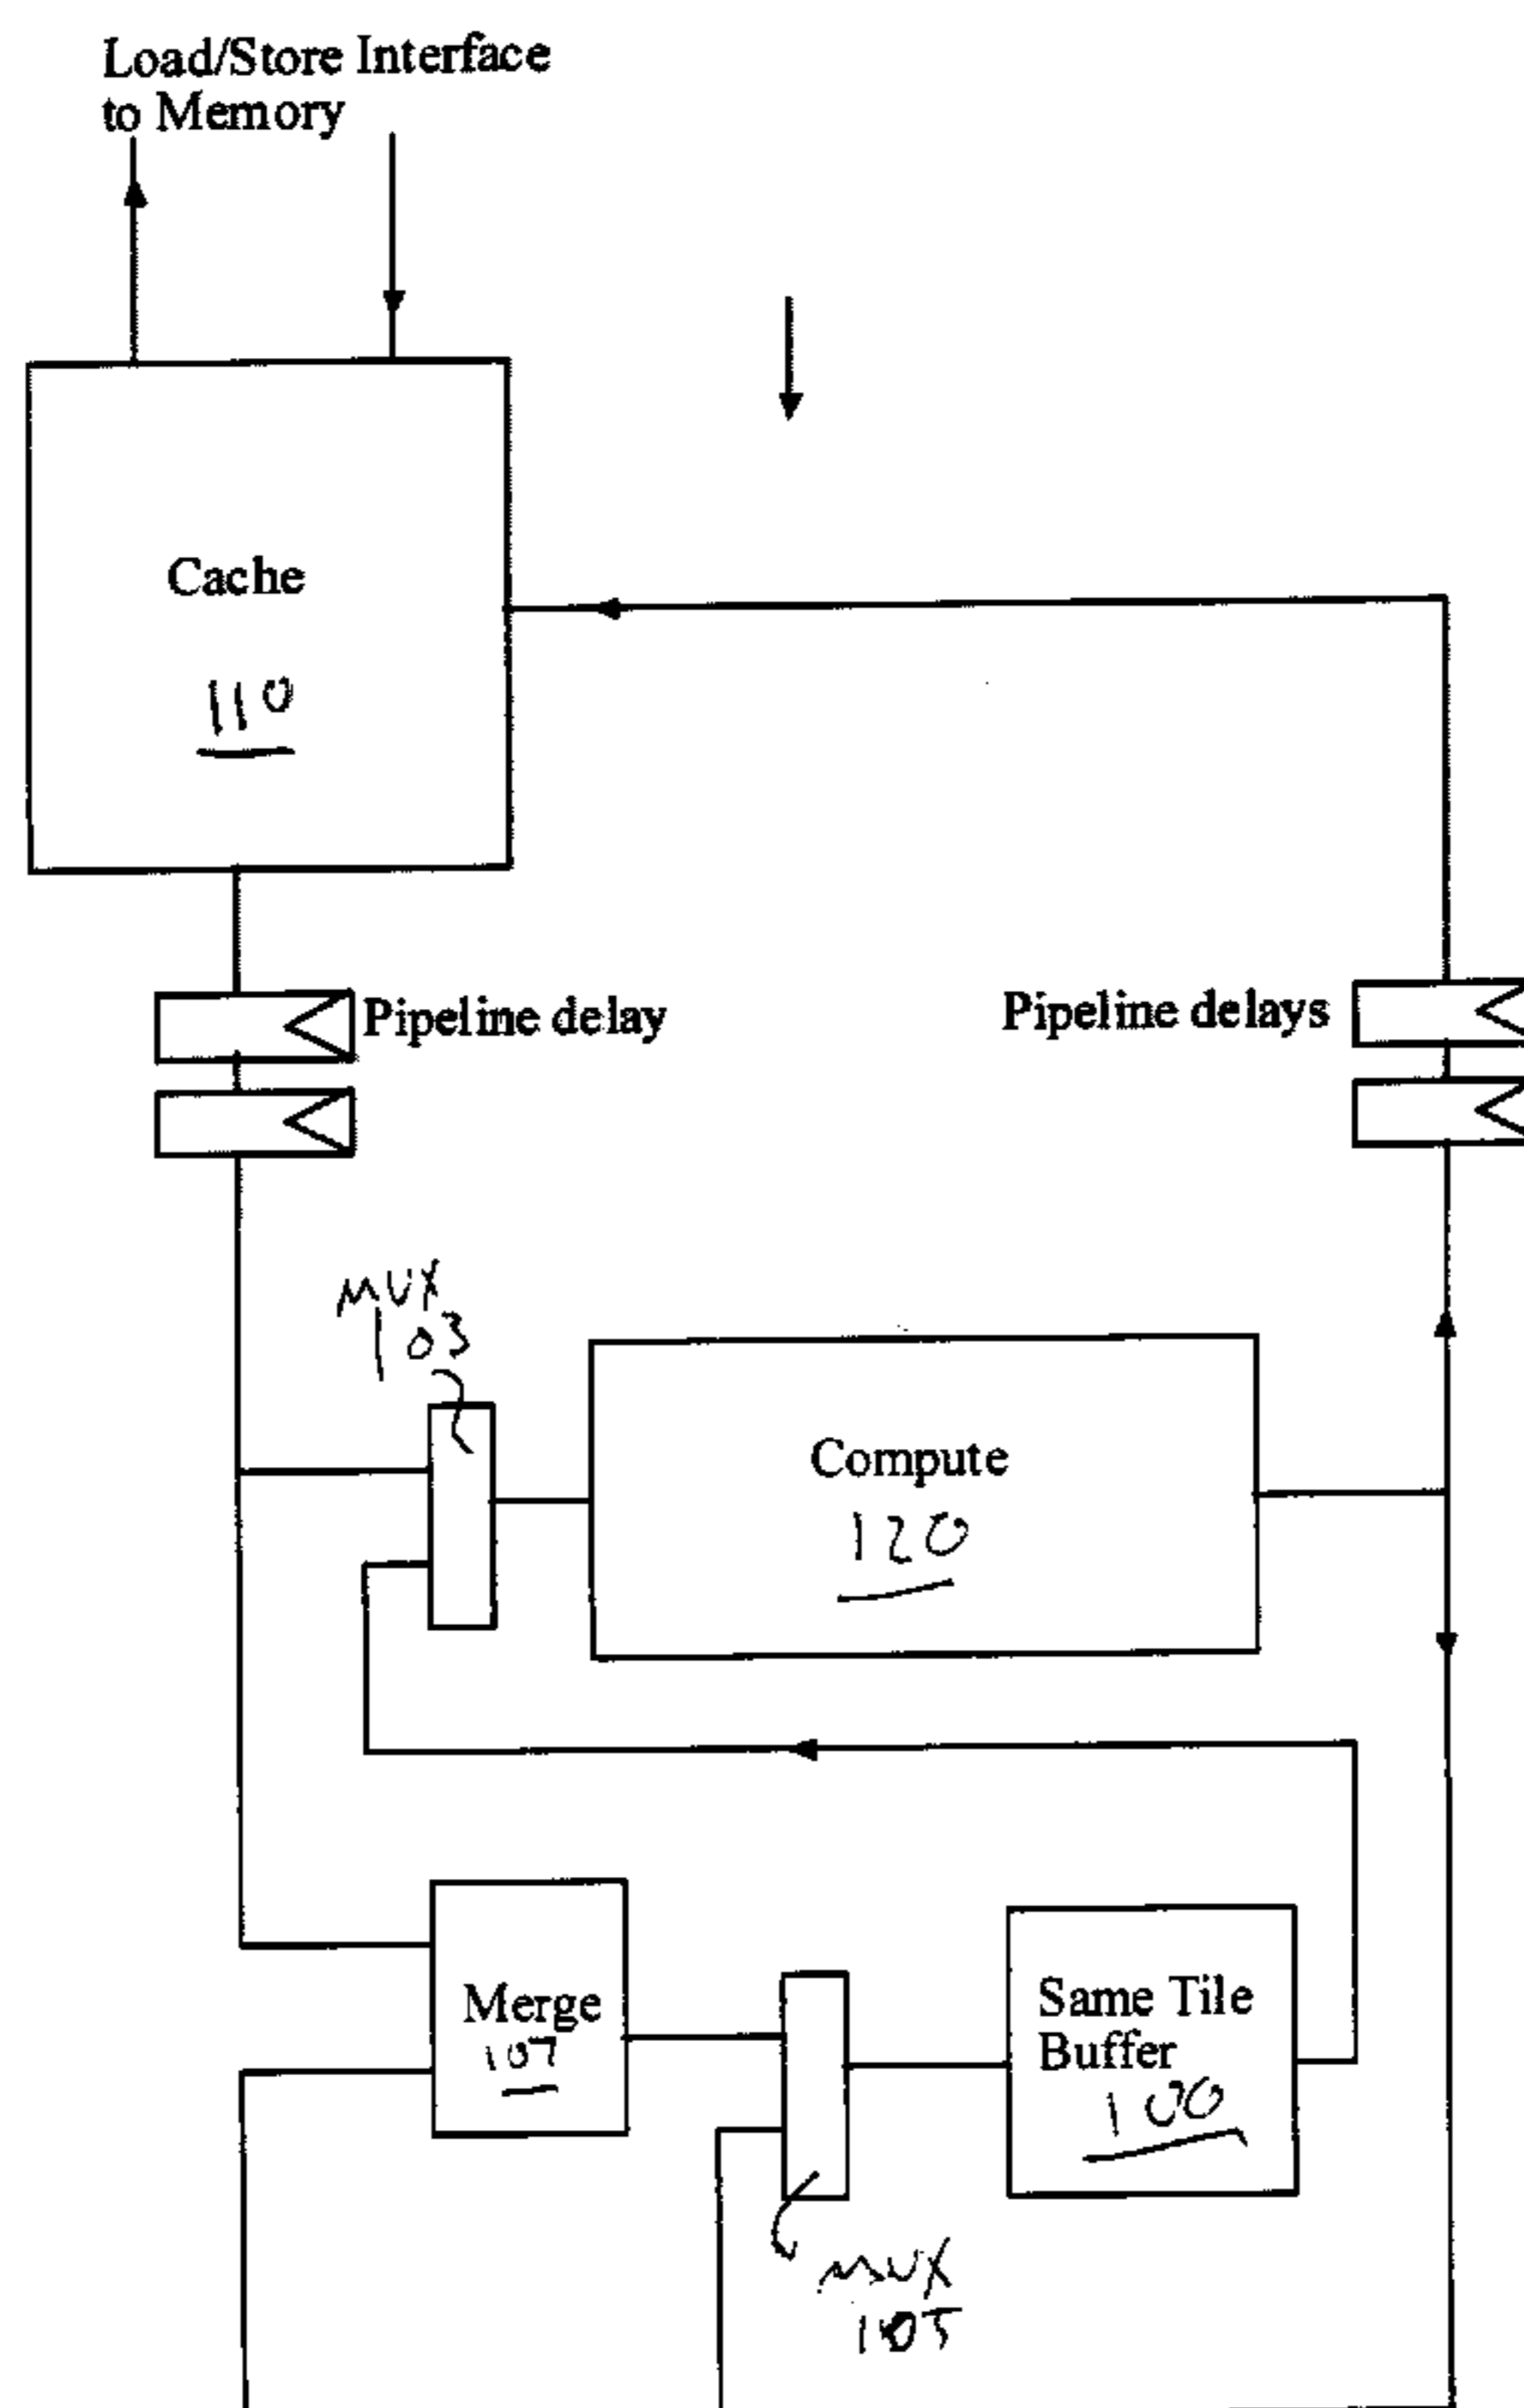 Load/Store Interface
to Memory
Cache
110
Pipeline delay
Pipeline delays
MUX
103
Compute
120
Merge
107
Same Tile
Buffer
100
MUX
105